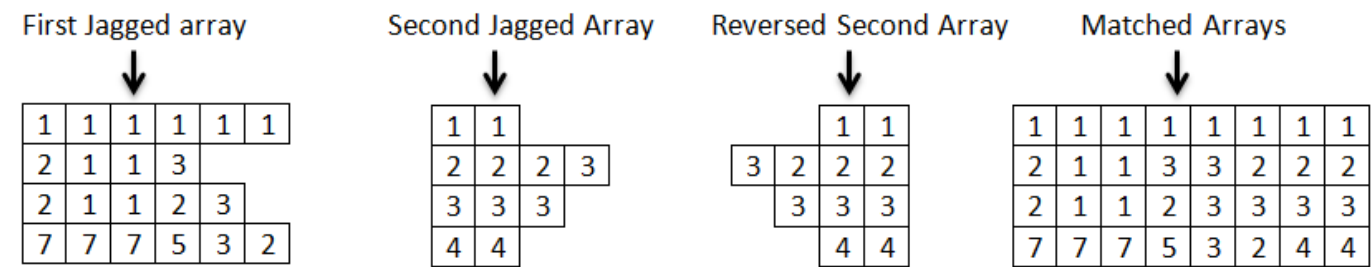 First Jagged array Second Jagged Array Reversed Second Array Matched Arrays
1 1 1 1 1 1 1 1 1 1 1 1 1 1 1 1 1 1
2 1 1 3 2 2 2 3 3 2 2 2 2 1 1 3 3 2 2 2
2 1 1 2 3 3 3 3 3 3 3 2 1 1 2 3 3 3 3
7 7 7 5 3 2 4 4 4 4 7 7 7 5 3 2 4 4